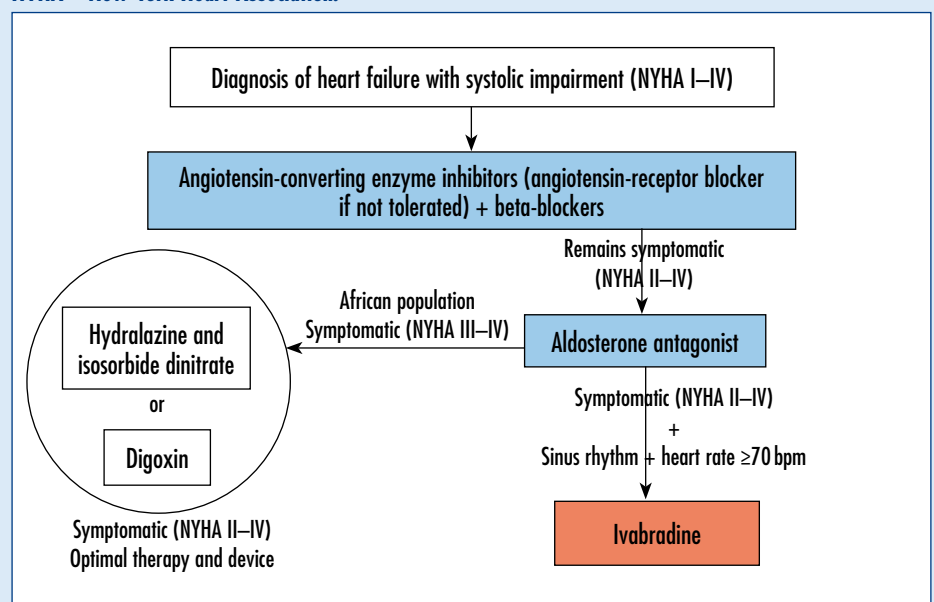 Diagnosis of heart failure with systolic impairment (NYHA I–IV)
Angiotensin-converting enzyme inhibitors (angiotensin-receptor blocker
if not tolerated) + beta-blockers
Remains symptomatic
(NYHA II–IV)
African population
Symptomatic (NYHA III–IV)
Aldosterone antagonist
Hydralazine and
isosorbide dinitrate
or
Digoxin
Symptomatic (NYHA II–IV)
Optimal therapy and device
Symptomatic (NYHA II–IV)
+
Sinus rhythm + heart rate ≥70 bpm
Ivabradine